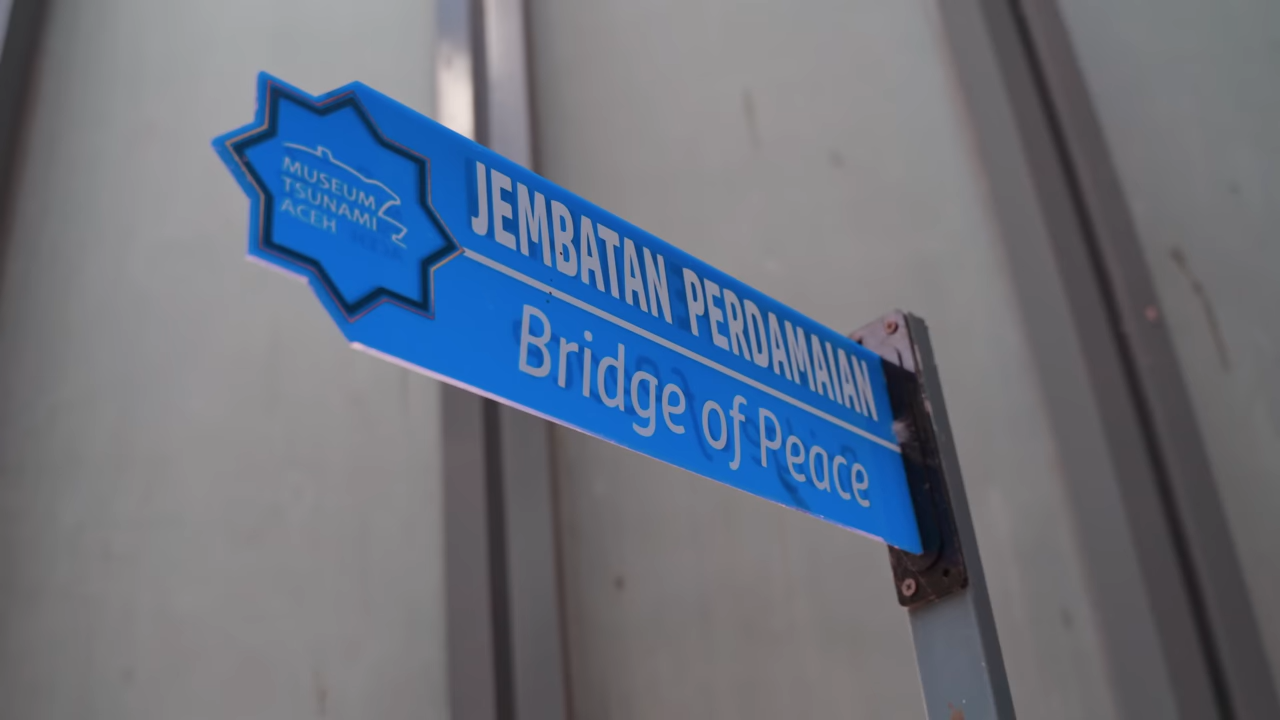 MUSEUM
TSUNAMI
ACEH
JEMBATAN PERDAMAIAN
Bridge of Peace